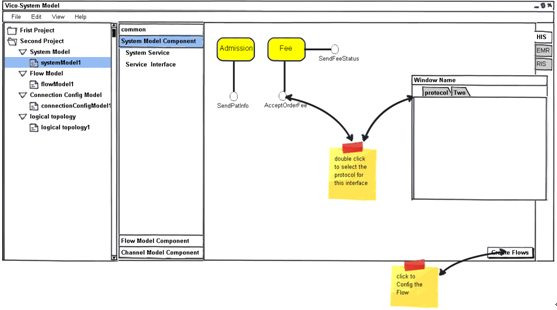 Vico-System Model
File Edit View Help
Frist Project
Second Project
System Model
systemModel1
Flow Model
flowModel1
Connection Config Model
connectionConfigModel1
logical topology
logical topology1
common
System Model Component
System Service
Service Interface
Flow Model Component
Channel Model Component
Admission
Fee
SendFeeStatus
SendPatInfo
AcceptOrderFee
HIS
EMR
RIS
Window Name
protocol Two
double click
to select the
protocol for
this interface
Create Flows
click to
Config the
Flow